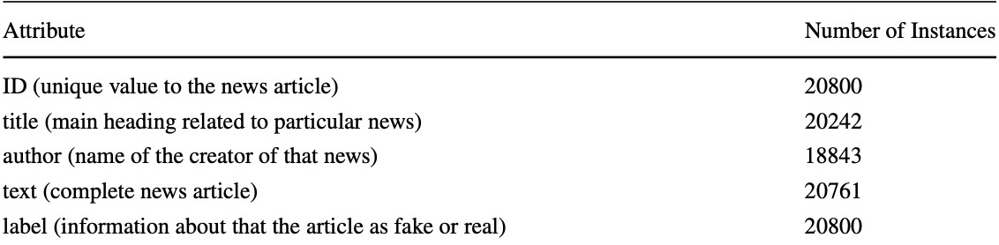 Attribute Number of Instances
ID (unique value to the news article) 20800
title (main heading related to particular news) 20242
author (name of the creator of that news) 18843
text (complete news article) 20761
label (information about that the article as fake or real) 20800